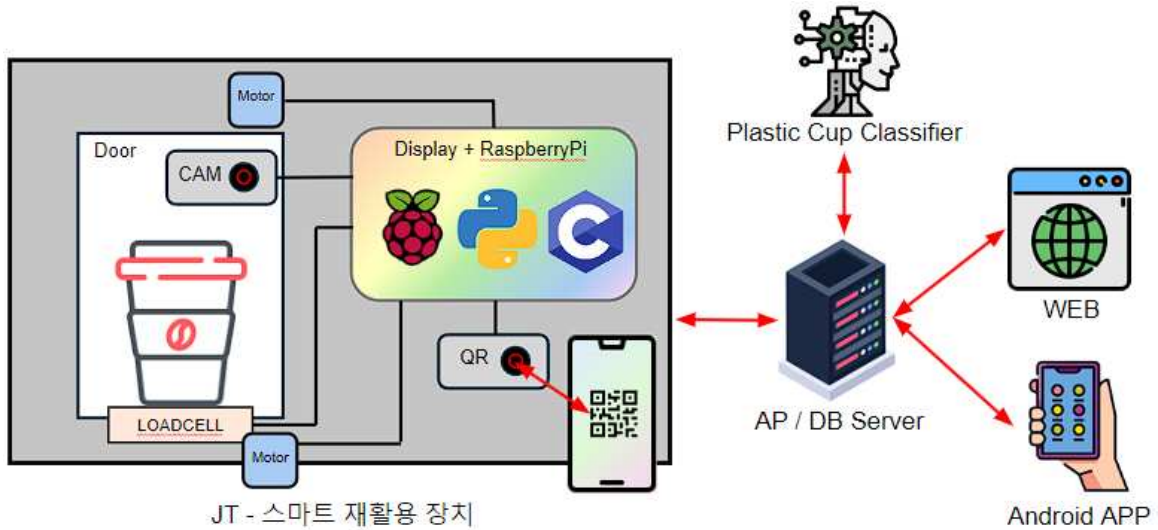 Motor
Door
CAM
Display + RaspberryPi
QR
LOADCELL
Motor
JT - 스마트 재활용 장치
Plastic Cup Classifier
AP / DB Server
WEB
Android APP